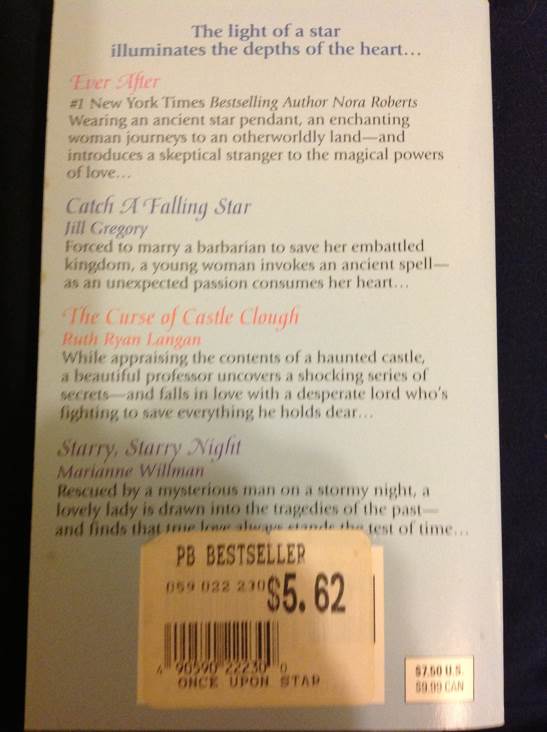 The light of a star
illuminates the depths of the heart...
Ever After
#1 New York Times Bestselling Author Nora Roberts
Wearing an ancient star pendant, an enchanting
woman journeys to an otherworldly land—and
introduces a skeptical stranger to the magical powers
of love...
Catch A Falling Star
Jill Gregory
Forced to marry a barbarian to save her embattled
kingdom, a young woman invokes an ancient spell—
as an unexpected passion consumes her heart...
The Curse of Castle Clough
Ruth Ryan Langan
While appraising the contents of a haunted castle,
a beautiful professor uncovers a shocking series of
secrets—and falls in love with a desperate lord who's
fighting to save everything he holds dear...
Starry, Starry Night
Marianne Willman
Rescued by a mysterious man on a stormy night, a
lovely lady is drawn into the tragedies of the past—
and finds that true love always stands the test of time...
PB BESTSELLER
059 022 230 $5.62
4 90590 22230 0
ONCE UPON STAR
$7.50 U.S.
$9.99 CAN